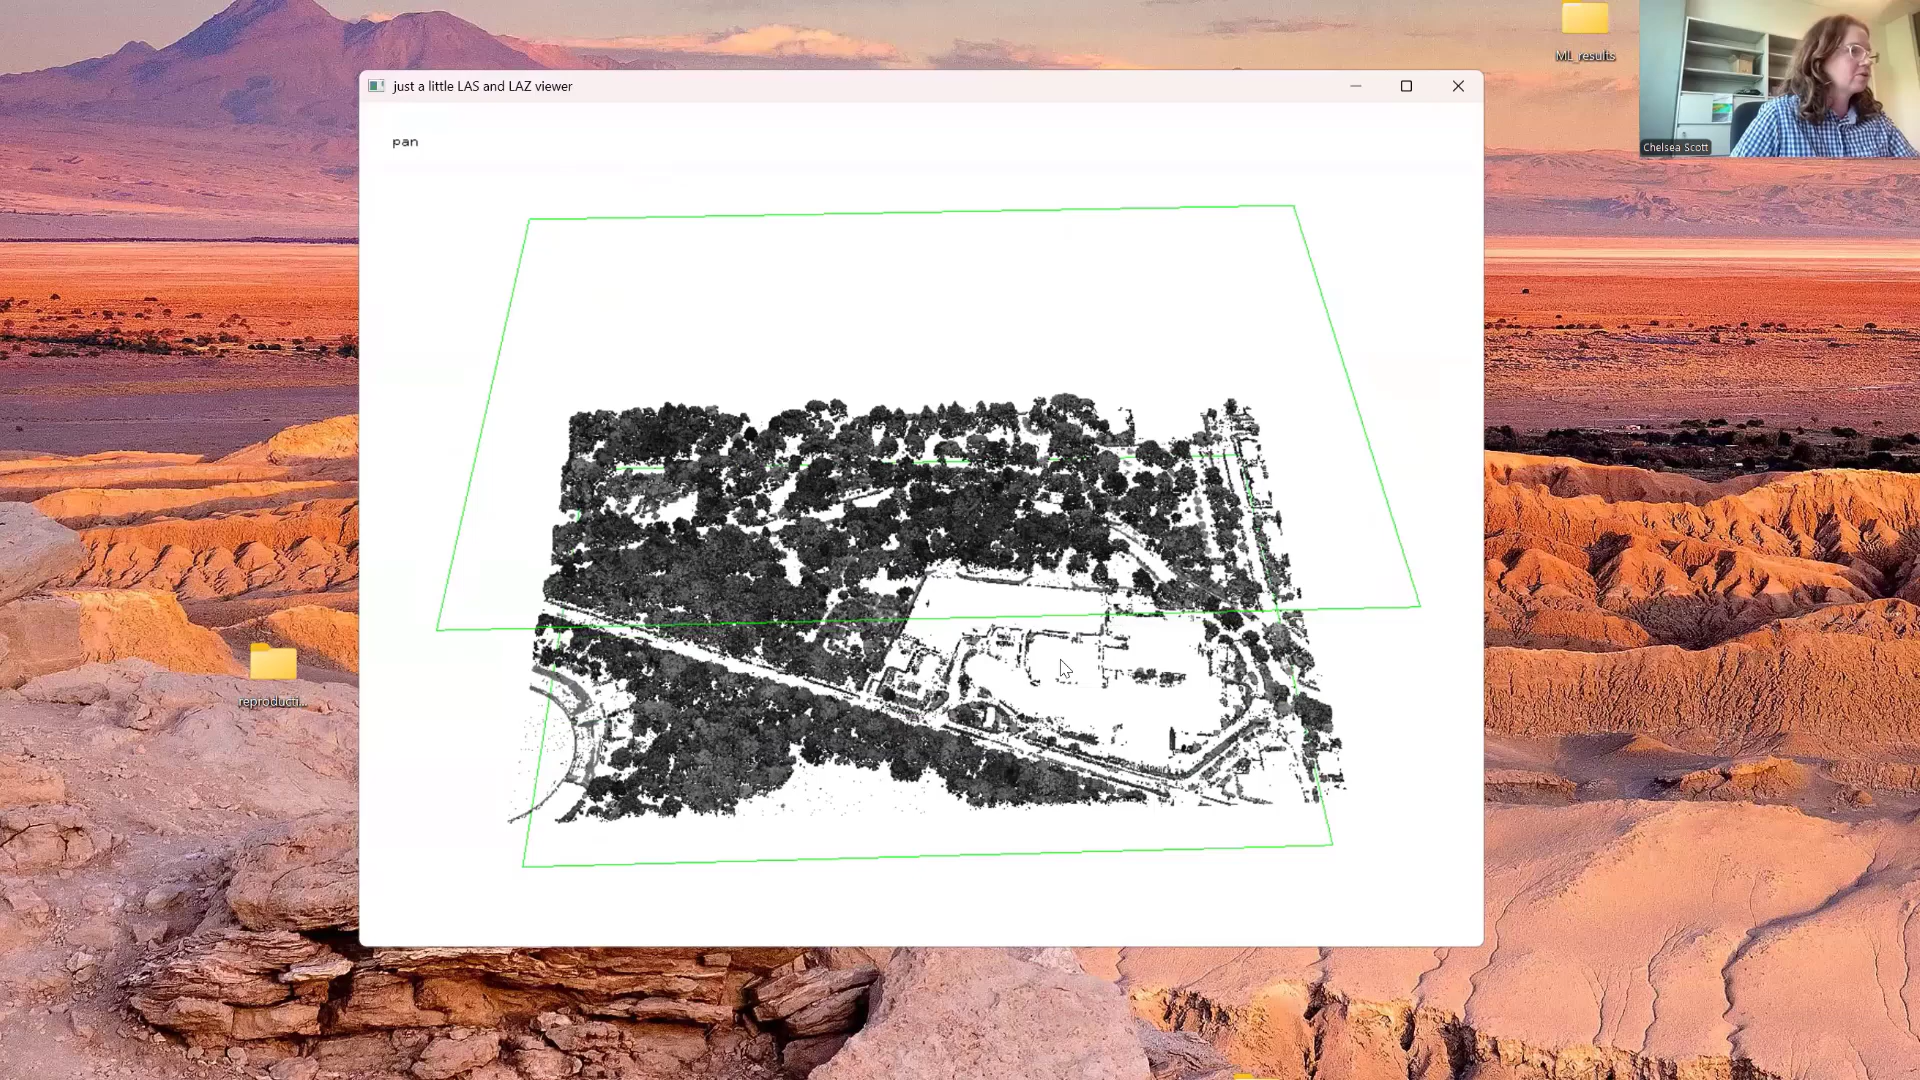 ML_results
just a little LAS and LAZ viewer
pan
Chelsea Scott
reproducti...